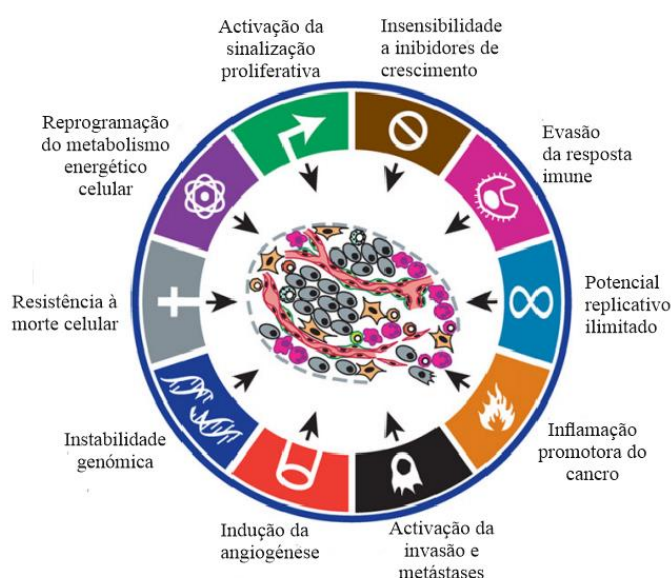 Activação da
sinalização
proliferativa
Insensibilidade
a inibidores de
crescimento
Evasão
da resposta
imune
Potencial
replicativo
ilimitado
Inflamação
promotora do
cancro
Activação da
invasão e
metástases
Indução da
angiogénese
Instabilidade
genómica
Resistência à
morte celular
Reprogramação
do metabolismo
energético
celular